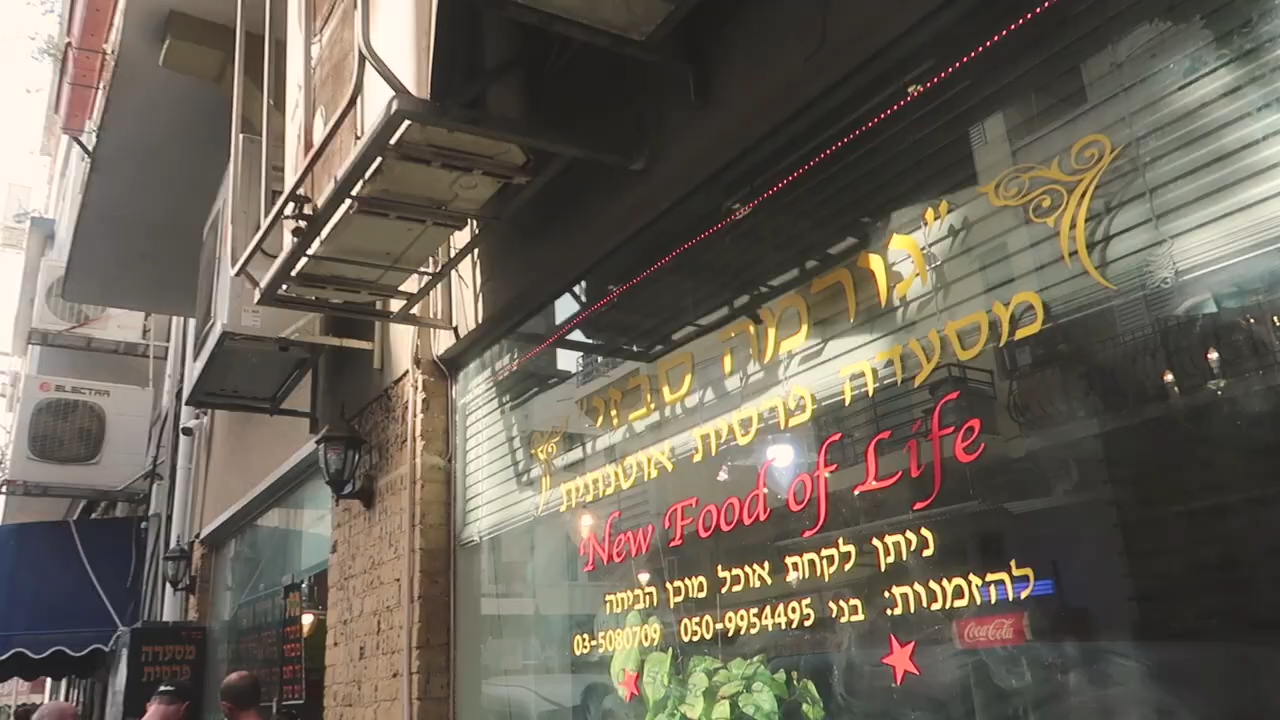 "גורמה סבזי"
מסעדה פרסית אוטנתית
New Food of Life
ניתן לקחת אוכל מוכן הביתה
להזמנות: בני 050-9954495 03-5080709
Coca-Cola
ELECTRA
מסעדה
פרסית